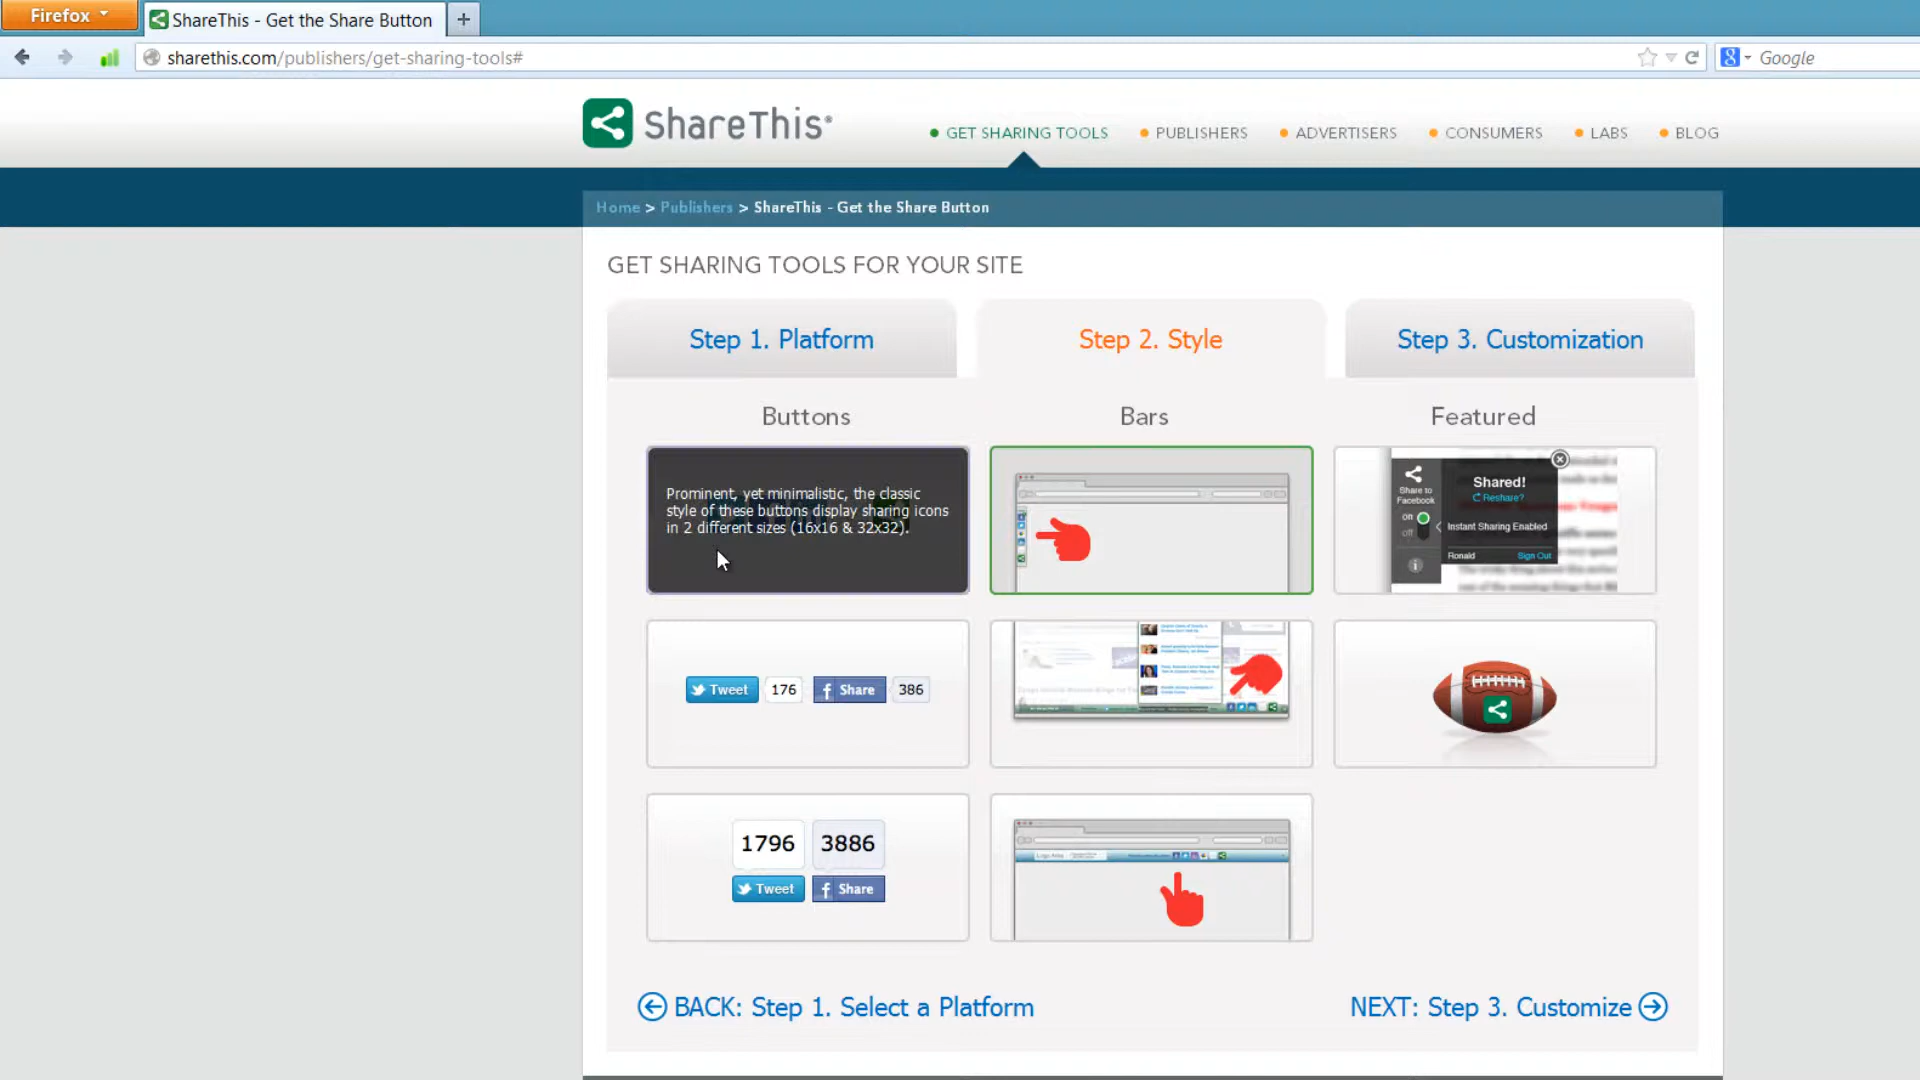 Firefox
ShareThis - Get the Share Button
sharethis.com/publishers/get-sharing-tools#
Google
ShareThis
GET SHARING TOOLS
PUBLISHERS
ADVERTISERS
CONSUMERS
LABS
BLOG
Home > Publishers > ShareThis - Get the Share Button
GET SHARING TOOLS FOR YOUR SITE
Step 1. Platform
Step 2. Style
Step 3. Customization
Buttons
Bars
Featured
Prominent, yet minimalistic, the classic
style of these buttons display sharing icons
in 2 different sizes (16x16 & 32x32).
Share to
Facebook
on
off
Shared!
Reshare?
Instant Sharing Enabled
Ronald
Sign Out
Tweet
176
Share
386
1796
3886
Tweet
Share
BACK: Step 1. Select a Platform
NEXT: Step 3. Customize